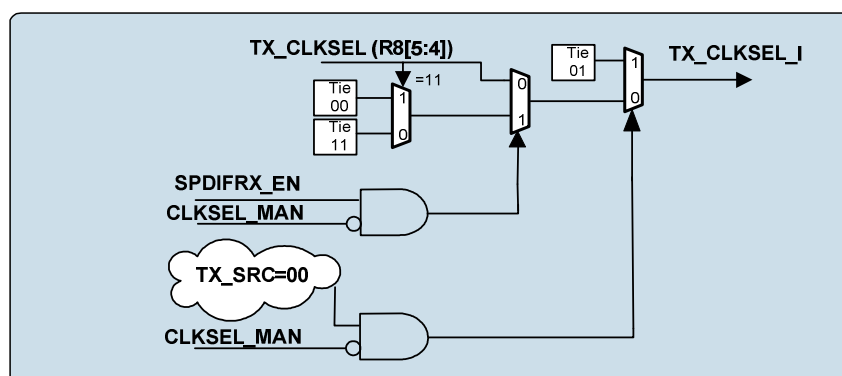 TX_CLKSEL (R8[5:4])
TX_CLKSEL_I
Tie
01
1
0
=11
0
1
Tie
00
1
Tie
11
0
SPDIFRX_EN
CLKSEL_MAN
TX_SRC=00
CLKSEL_MAN